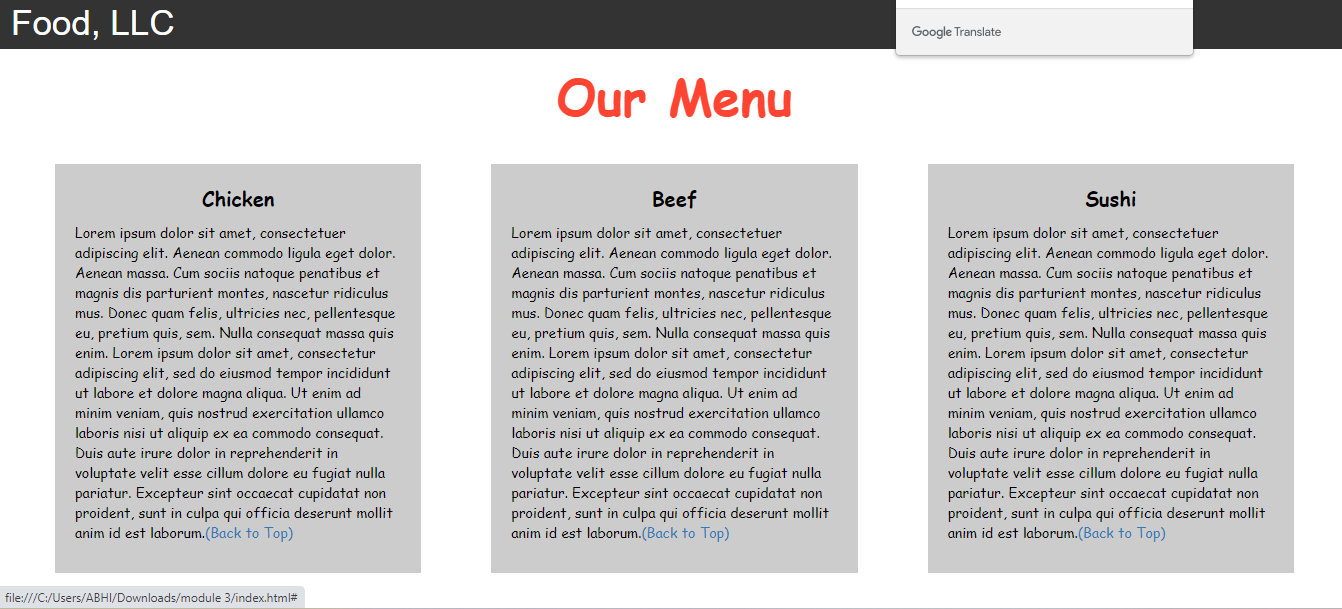 Food, LLC
Google Translate
Our Menu
Chicken
Lorem ipsum dolor sit amet, consectetuer
adipiscing elit. Aenean commodo ligula eget dolor.
Aenean massa. Cum sociis natoque penatibus et
magnis dis parturient montes, nascetur ridiculus
mus. Donec quam felis, ultricies nec, pellentesque
eu, pretium quis, sem. Nulla consequat massa quis
enim. Lorem ipsum dolor sit amet, consectetur
adipiscing elit, sed do eiusmod tempor incididunt
ut labore et dolore magna aliqua. Ut enim ad
minim veniam, quis nostrud exercitation ullamco
laboris nisi ut aliquip ex ea commodo consequat.
Duis aute irure dolor in reprehenderit in
voluptate velit esse cillum dolore eu fugiat nulla
pariatur. Excepteur sint occaecat cupidatat non
proident, sunt in culpa qui officia deserunt mollit
anim id est laborum.(Back to Top)
Beef
Lorem ipsum dolor sit amet, consectetuer
adipiscing elit. Aenean commodo ligula eget dolor.
Aenean massa. Cum sociis natoque penatibus et
magnis dis parturient montes, nascetur ridiculus
mus. Donec quam felis, ultricies nec, pellentesque
eu, pretium quis, sem. Nulla consequat massa quis
enim. Lorem ipsum dolor sit amet, consectetur
adipiscing elit, sed do eiusmod tempor incididunt
ut labore et dolore magna aliqua. Ut enim ad
minim veniam, quis nostrud exercitation ullamco
laboris nisi ut aliquip ex ea commodo consequat.
Duis aute irure dolor in reprehenderit in
voluptate velit esse cillum dolore eu fugiat nulla
pariatur. Excepteur sint occaecat cupidatat non
proident, sunt in culpa qui officia deserunt mollit
anim id est laborum.(Back to Top)
Sushi
Lorem ipsum dolor sit amet, consectetuer
adipiscing elit. Aenean commodo ligula eget dolor.
Aenean massa. Cum sociis natoque penatibus et
magnis dis parturient montes, nascetur ridiculus
mus. Donec quam felis, ultricies nec, pellentesque
eu, pretium quis, sem. Nulla consequat massa quis
enim. Lorem ipsum dolor sit amet, consectetur
adipiscing elit, sed do eiusmod tempor incididunt
ut labore et dolore magna aliqua. Ut enim ad
minim veniam, quis nostrud exercitation ullamco
laboris nisi ut aliquip ex ea commodo consequat.
Duis aute irure dolor in reprehenderit in
voluptate velit esse cillum dolore eu fugiat nulla
pariatur. Excepteur sint occaecat cupidatat non
proident, sunt in culpa qui officia deserunt mollit
anim id est laborum.(Back to Top)
file:///C:/Users/ABHI/Downloads/module 3/index.html#